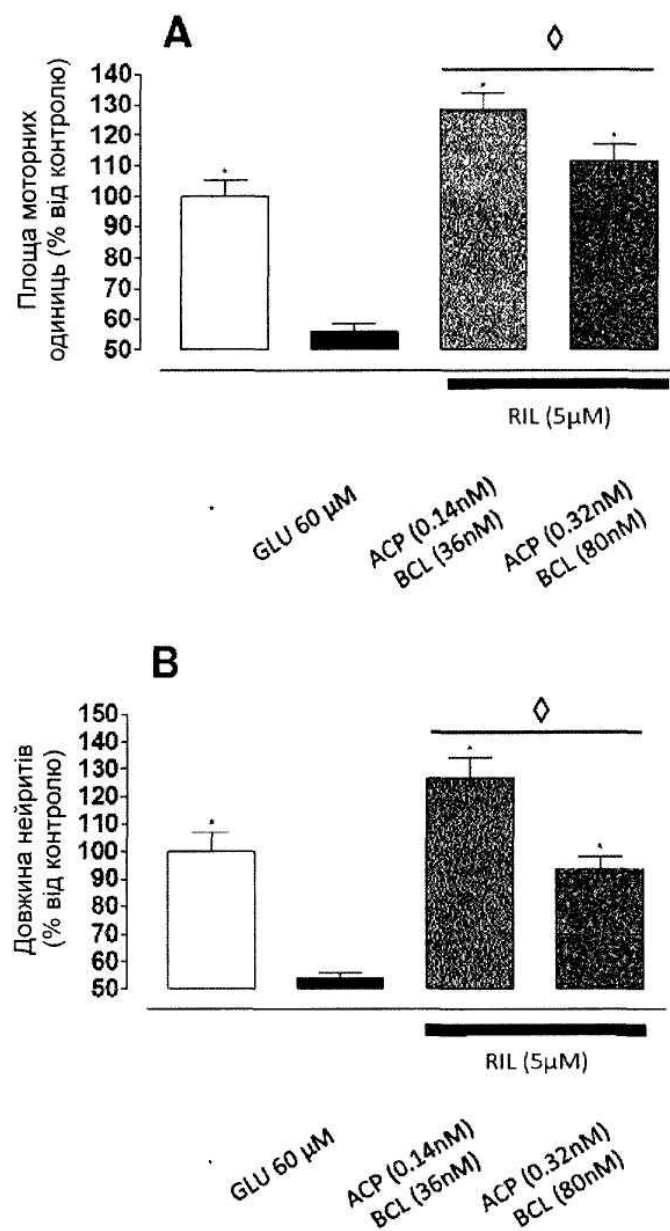 A
◊
Площа моторних
одиниць (% від контролю)
140
130
120
110
100
90
80
70
60
50
*
*
*
RIL (5µM)
GLU 60 µM
ACP (0.14nM)
BCL (36nM)
ACP (0.32nM)
BCL (80nM)
B
◊
Довжина нейритів
(% від контролю)
150
140
130
120
110
100
90
80
70
60
50
*
*
*
RIL (5µM)
GLU 60 µM
ACP (0.14nM)
BCL (36nM)
ACP (0.32nM)
BCL (80nM)